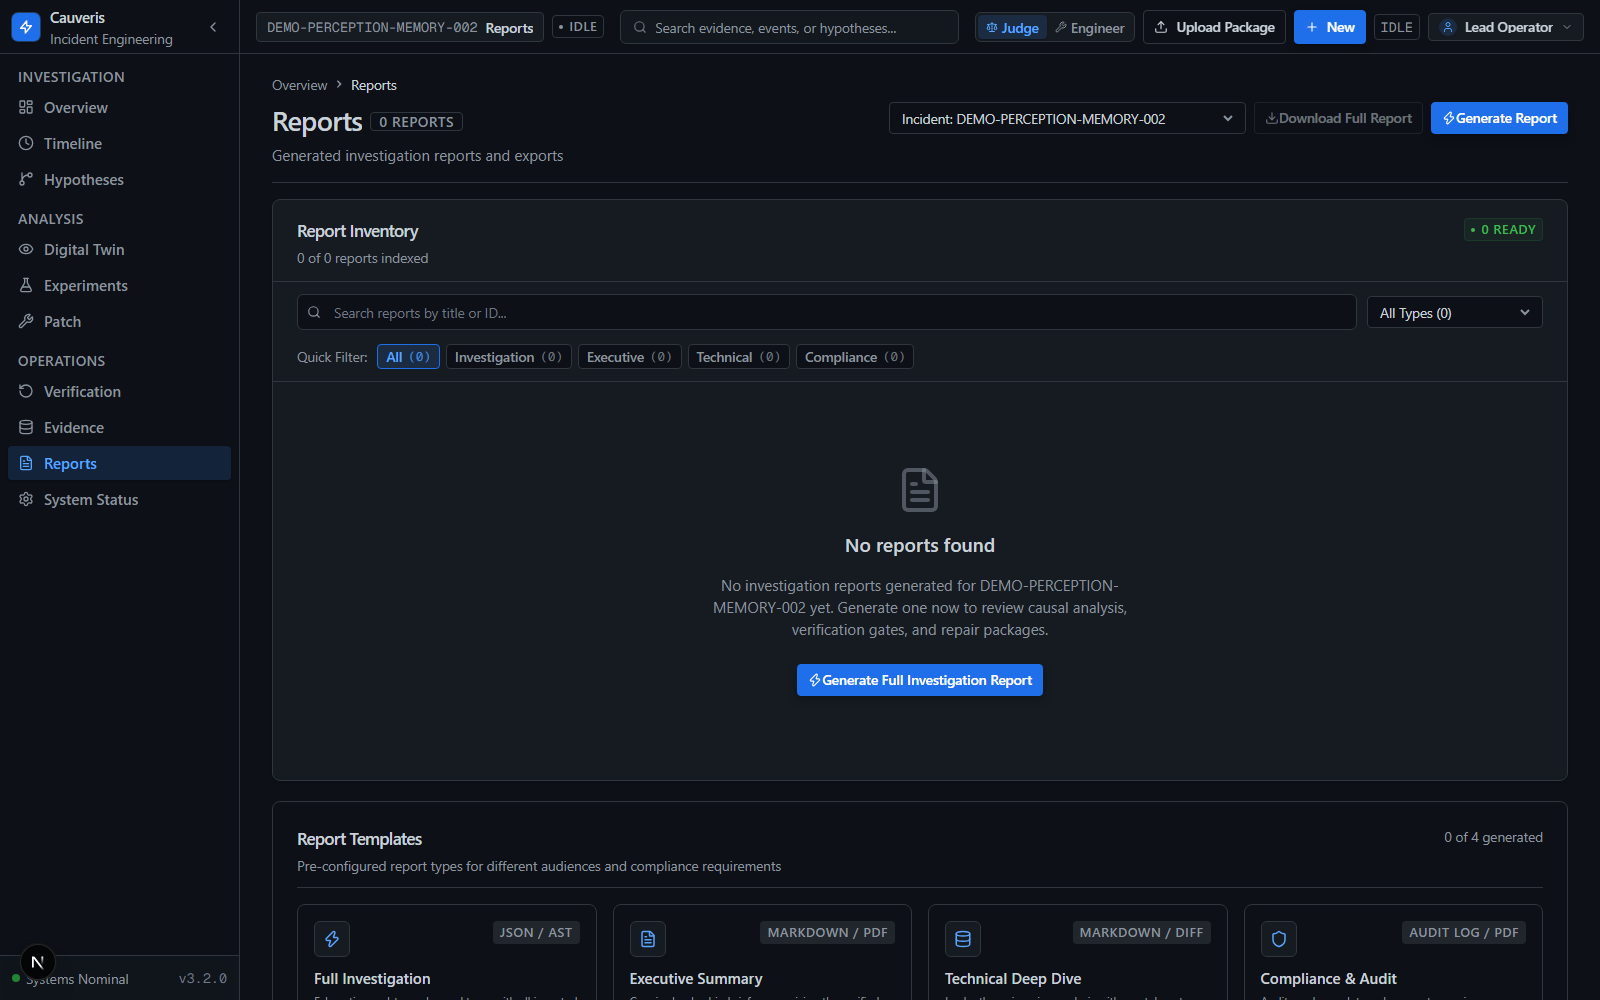 Cauveris
Incident Engineering
DEMO-PERCEPTION-MEMORY-002 Reports
IDLE
Search evidence, events, or hypotheses...
Judge
Engineer
Upload Package
New
IDLE
Lead Operator
INVESTIGATION
Overview
Timeline
Hypotheses
ANALYSIS
Digital Twin
Experiments
Patch
OPERATIONS
Verification
Evidence
Reports
System Status
N
Systems Nominal
v3.2.0
Overview > Reports
Reports
0 REPORTS
Generated investigation reports and exports
Incident: DEMO-PERCEPTION-MEMORY-002
Download Full Report
Generate Report
Report Inventory
0 of 0 reports indexed
0 READY
Search reports by title or ID...
All Types (0)
Quick Filter:
All (0)
Investigation (0)
Executive (0)
Technical (0)
Compliance (0)
No reports found
No investigation reports generated for DEMO-PERCEPTION-
MEMORY-002 yet. Generate one now to review causal analysis,
verification gates, and repair packages.
Generate Full Investigation Report
Report Templates
0 of 4 generated
Pre-configured report types for different audiences and compliance requirements
JSON / AST
Full Investigation
MARKDOWN / PDF
Executive Summary
MARKDOWN / DIFF
Technical Deep Dive
AUDIT LOG / PDF
Compliance & Audit